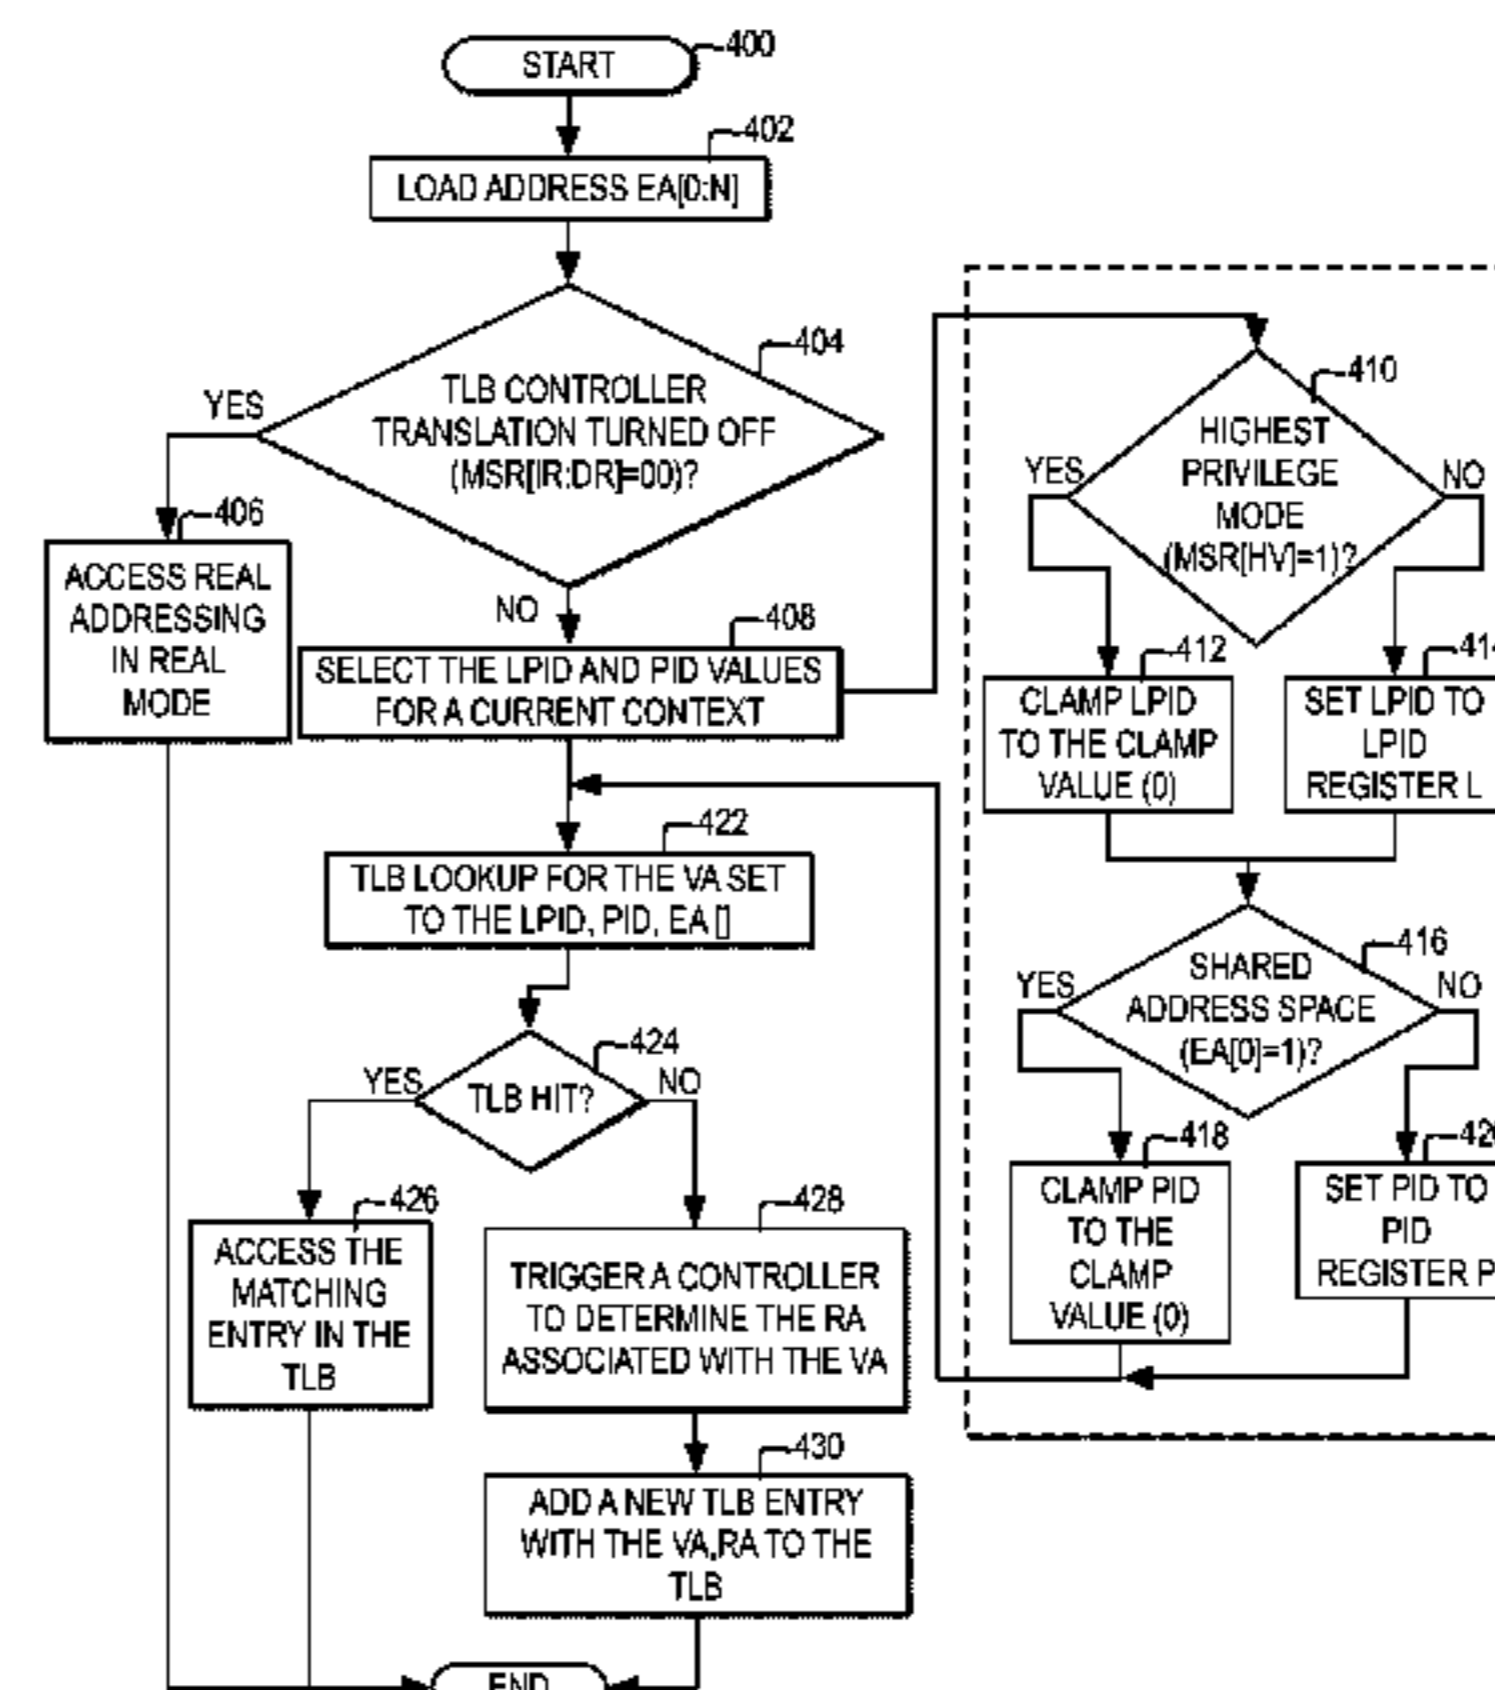 START
400
402
LOAD ADDRESS EA[0:N]
404
TLB CONTROLLER
TRANSLATION TURNED OFF
(MSR[IR:DR]=00)?
YES
NO
406
ACCESS REAL
ADDRESSING
IN REAL
MODE
408
SELECT THE LPID AND PID VALUES
FOR A CURRENT CONTEXT
410
HIGHEST
PRIVILEGE
MODE
(MSR[HV]=1)?
YES
NO
412
CLAMP LPID
TO THE CLAMP
VALUE (0)
SET LPID TO
LPID
REGISTER L
416
SHARED
ADDRESS SPACE
(EA[0]=1)?
YES
NO
418
CLAMP PID
TO THE
CLAMP
VALUE (0)
SET PID TO
PID
REGISTER P
422
TLB LOOKUP FOR THE VA SET
TO THE LPID, PID, EA []
424
TLB HIT?
YES
NO
426
ACCESS THE
MATCHING
ENTRY IN THE
TLB
428
TRIGGER A CONTROLLER
TO DETERMINE THE RA
ASSOCIATED WITH THE VA
430
ADD A NEW TLB ENTRY
WITH THE VA,RA TO THE
TLB
END